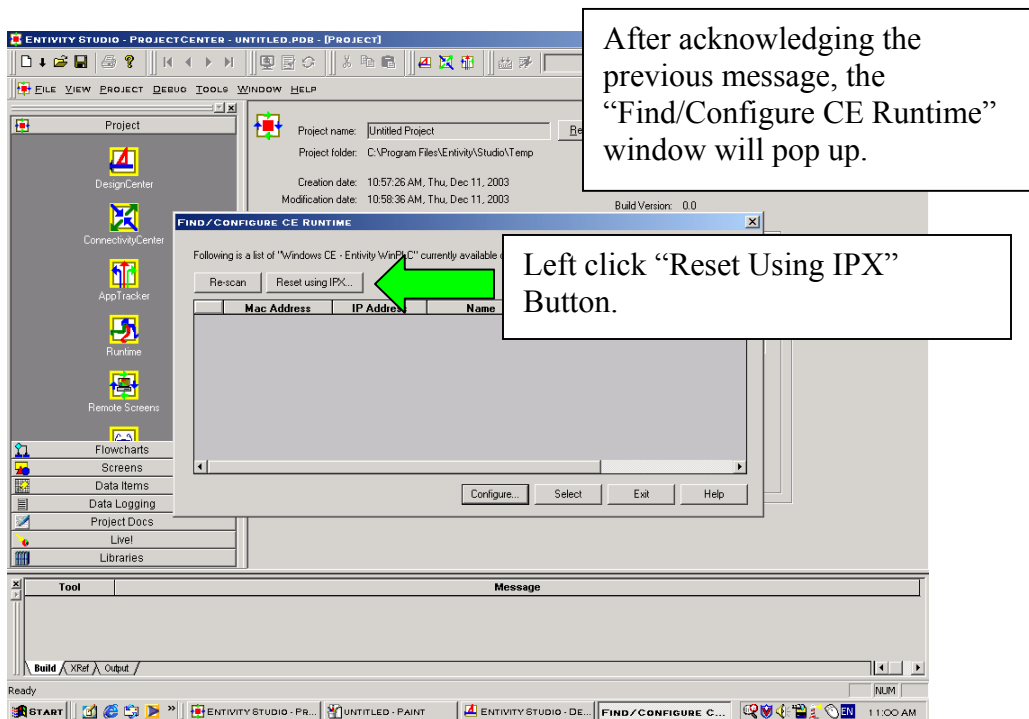 ENTIVITY STUDIO - PROJECTCENTER - UNTITLED.PDB - [PROJECT]
After acknowledging the
previous message, the
“Find/Configure CE Runtime”
window will pop up.
FILE VIEW PROJECT DEBUG TOOLS WINDOW HELP
Project
DesignCenter
ConnectivityCenter
AppTracker
Runtime
Remote Screens
Flowcharts
Screens
Data Items
Data Logging
Project Docs
Live!
Libraries
Project name: Untitled Project
Project folder: C:\Program Files\Entivity\Studio\Temp
Creation date: 10:57:26 AM, Thu, Dec 11, 2003
Modification date: 10:58:36 AM, Thu, Dec 11, 2003
Build Version: 0.0
FIND/CONFIGURE CE RUNTIME
Following is a list of "Windows CE - Entivity WinPLC" currently available
Re-scan Reset using IPX...
Left click “Reset Using IPX”
Button.
Mac Address IP Address Name
Configure... Select Exit Help
Tool Message
Build XRef Output
Ready NUM
START » ENTIVITY STUDIO - PR... UNTITLED - PAINT ENTIVITY STUDIO - DE... FIND/CONFIGURE C... EN 11:00 AM